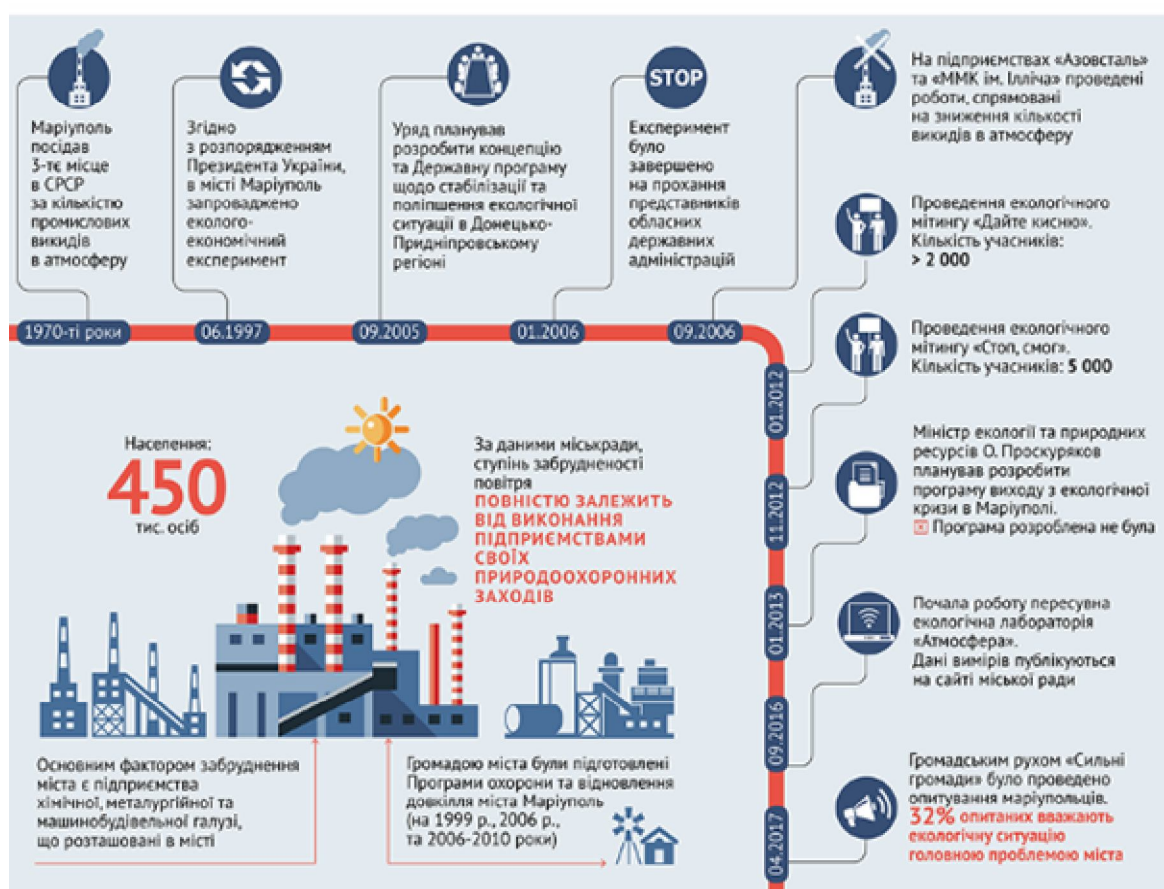 Маріуполь
посідав
3-тє місце
в СРСР
за кількістю
промислових
викидів
в атмосферу
1970-ті роки
Згідно
з розпорядженням
Президента України,
в місті Маріуполь
запроваджено
еколого-
економічний
експеримент
06.1997
Уряд планував
розробити концепцію
та Державну програму
щодо стабілізації та
поліпшення екологічної
ситуації в Донецько-
Придніпровському
регіоні
09.2005
STOP
Експеримент
було
завершено
на прохання
представників
обласних
державних
адміністрацій
01.2006
На підприємствах «Азовсталь»
та «ММК ім. Ілліча» проведені
роботи, спрямовані
на зниження кількості
викидів в атмосферу
09.2006
Проведення екологічного
мітингу «Дайте кисню».
Кількість учасників:
> 2 000
01.2012
Проведення екологічного
мітингу «Стоп, смог».
Кількість учасників: 5 000
11.2012
Міністр екології та природних
ресурсів О. Проскуряков
планував розробити
програму виходу з екологічної
кризи в Маріуполі.
Програма розроблена не була
01.2013
Почала роботу пересувна
екологічна лабораторія
«Атмосфера».
Дані вимірів публікуються
на сайті міської ради
09.2016
Громадським рухом «Сильні
громади» було проведено
опитування маріупольців.
32% опитаних вважають
екологічну ситуацію
головною проблемою міста
04.2017
Населення:
450
тис. осіб
За даними міськради,
ступінь забрудненості
повітря
ПОВНІСТЮ ЗАЛЕЖИТЬ
ВІД ВИКОНАННЯ
ПІДПРИЄМСТВАМИ
СВОЇХ
ПРИРОДООХОРОННИХ
ЗАХОДІВ
Основним фактором забруднення
міста є підприємства
хімічної, металургійної та
машинобудівельної галузі,
що розташовані в місті
Громадою міста були підготовлені
Програми охорони та відновлення
довкілля міста Маріуполь
(на 1999 р., 2006 р.,
та 2006-2010 роки)